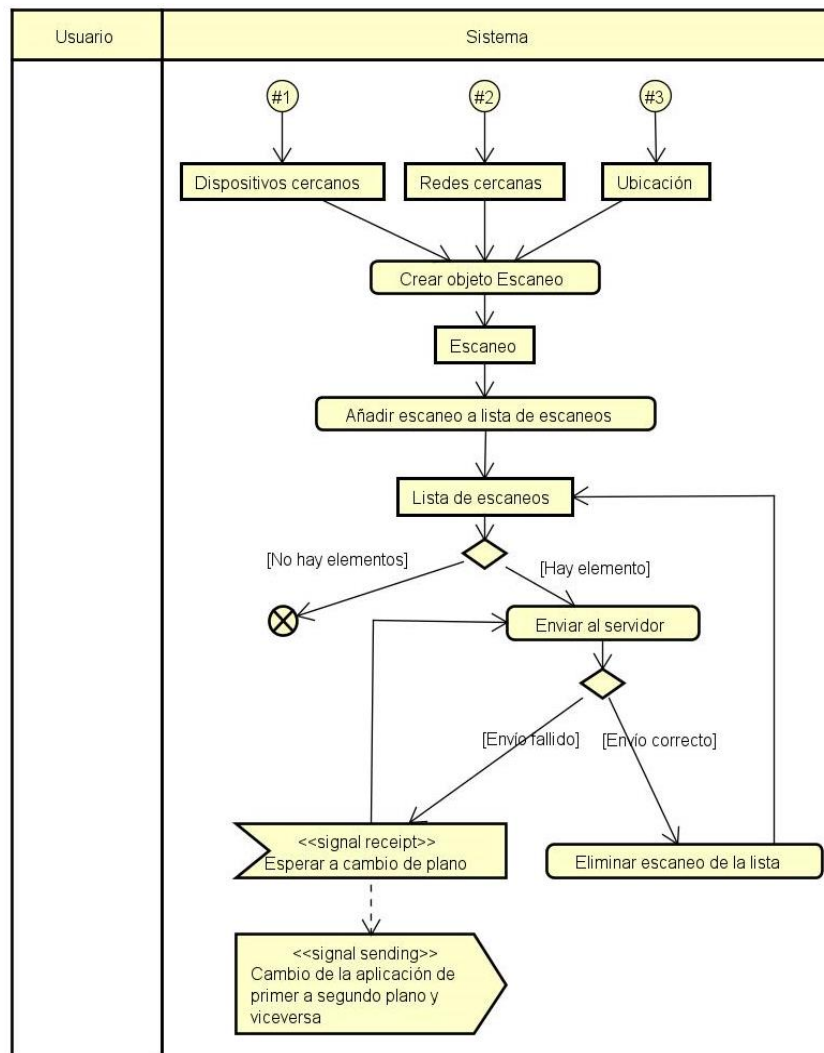 Usuario
Sistema
#1
#2
#3
Dispositivos cercanos
Redes cercanas
Ubicación
Crear objeto Escaneo
Escaneo
Añadir escaneo a lista de escaneos
Lista de escaneos
[No hay elementos]
[Hay elemento]
Enviar al servidor
[Envío fallido]
[Envío correcto]
<<signal receipt>>
Esperar a cambio de plano
Eliminar escaneo de la lista
<<signal sending>>
Cambio de la aplicación de
primer a segundo plano y
viceversa